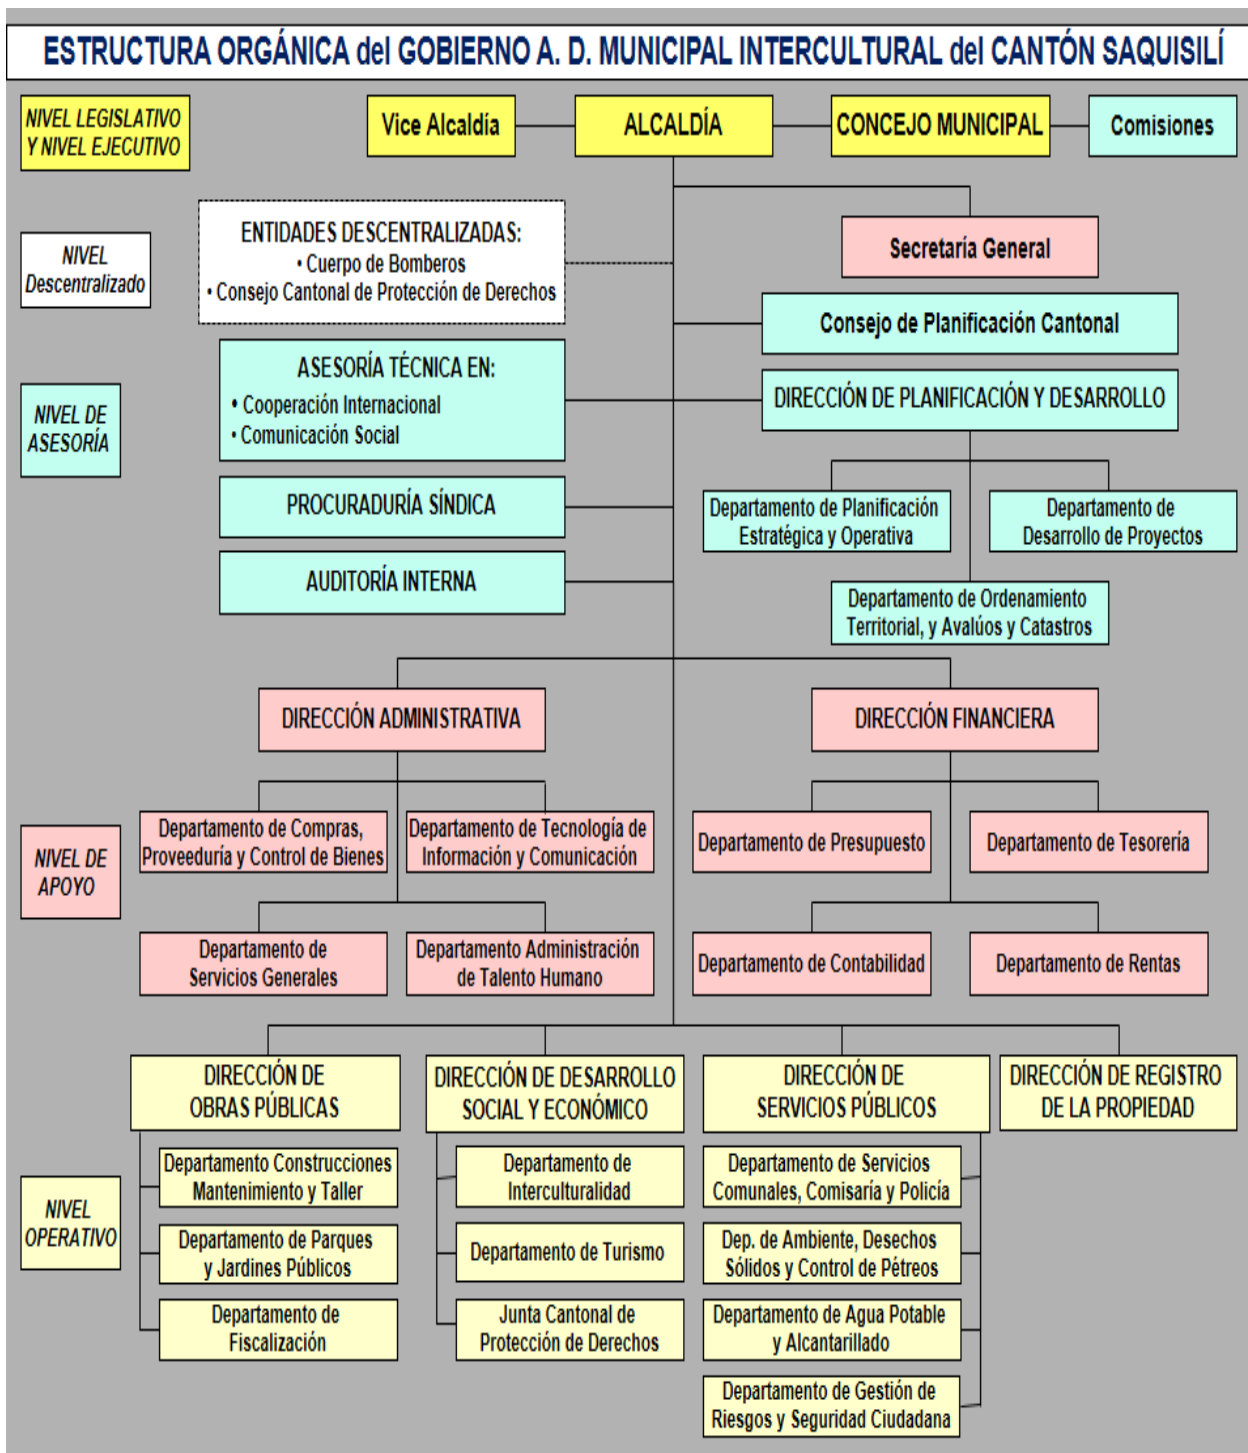 ESTRUCTURA ORGÁNICA del GOBIERNO A. D. MUNICIPAL INTERCULTURAL del CANTÓN SAQUISILÍ
NIVEL LEGISLATIVO
Y NIVEL EJECUTIVO
Vice Alcaldía
ALCALDÍA
CONCEJO MUNICIPAL
Comisiones
NIVEL
Descentralizado
ENTIDADES DESCENTRALIZADAS:
• Cuerpo de Bomberos
• Consejo Cantonal de Protección de Derechos
Secretaría General
Consejo de Planificación Cantonal
NIVEL DE
ASESORÍA
ASESORÍA TÉCNICA EN:
• Cooperación Internacional
• Comunicación Social
DIRECCIÓN DE PLANIFICACIÓN Y DESARROLLO
PROCURADURÍA SÍNDICA
Departamento de Planificación
Estratégica y Operativa
Departamento de
Desarrollo de Proyectos
AUDITORÍA INTERNA
Departamento de Ordenamiento
Territorial, y Avalúos y Catastros
DIRECCIÓN ADMINISTRATIVA
DIRECCIÓN FINANCIERA
NIVEL DE
APOYO
Departamento de Compras,
Proveeduría y Control de Bienes
Departamento de Tecnología de
Información y Comunicación
Departamento de Presupuesto
Departamento de Tesorería
Departamento de
Servicios Generales
Departamento Administración
de Talento Humano
Departamento de Contabilidad
Departamento de Rentas
DIRECCIÓN DE
OBRAS PÚBLICAS
DIRECCIÓN DE DESARROLLO
SOCIAL Y ECONÓMICO
DIRECCIÓN DE
SERVICIOS PÚBLICOS
DIRECCIÓN DE REGISTRO
DE LA PROPIEDAD
NIVEL
OPERATIVO
Departamento Construcciones
Mantenimiento y Taller
Departamento de
Interculturalidad
Departamento de Servicios
Comunales, Comisaría y Policía
Departamento de Parques
y Jardines Públicos
Departamento de Turismo
Dep. de Ambiente, Desechos
Sólidos y Control de Pétreos
Departamento de
Fiscalización
Junta Cantonal de
Protección de Derechos
Departamento de Agua Potable
y Alcantarillado
Departamento de Gestión de
Riesgos y Seguridad Ciudadana